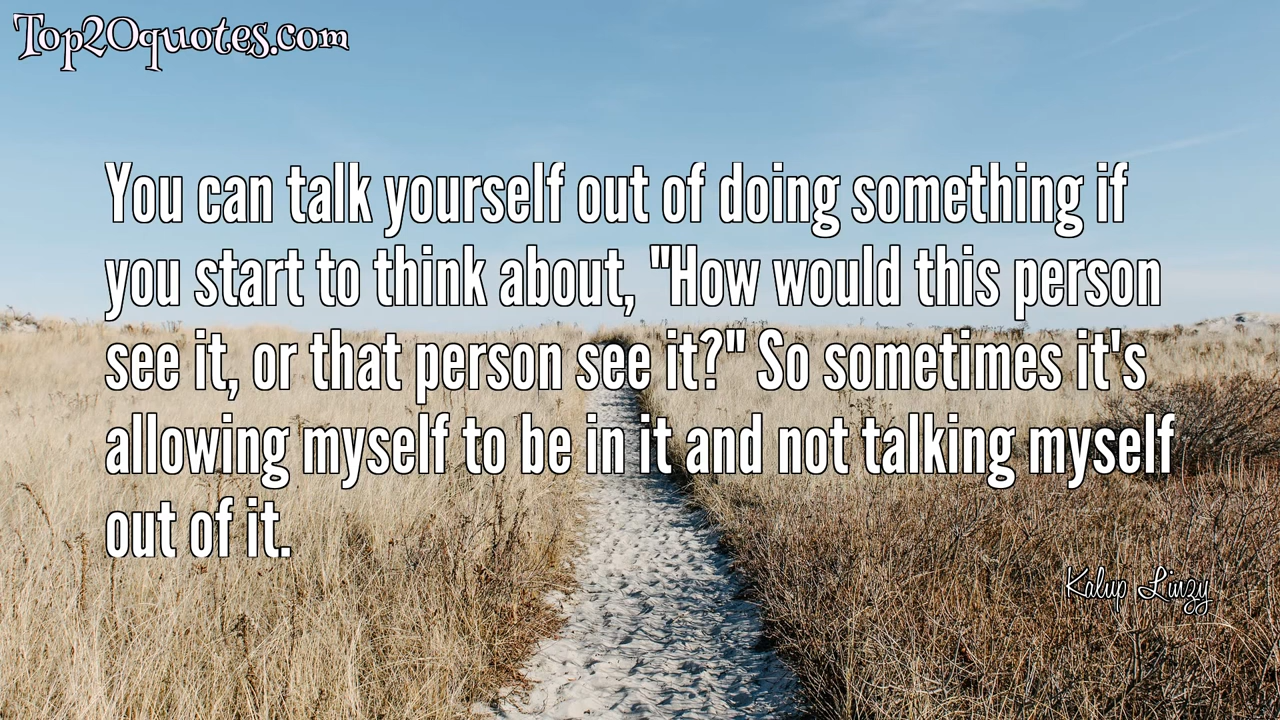 Top20quotes.com
You can talk yourself out of doing something if
you start to think about, "How would this person
see it, or that person see it?" So sometimes it's
allowing myself to be in it and not talking myself
out of it.
Kalup Linzy